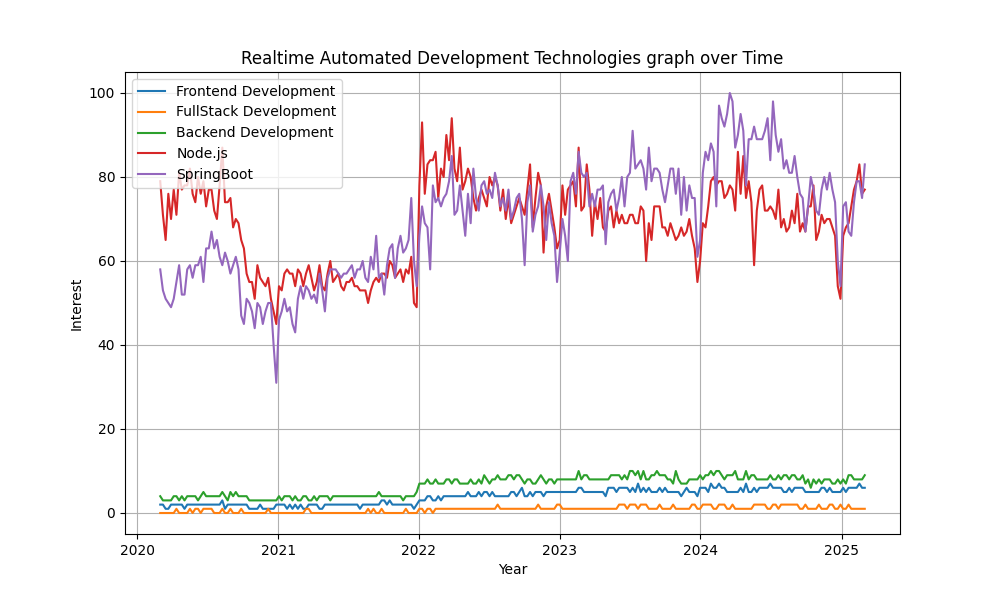 Realtime Automated Development Technologies graph over Time
100
80
60
40
20
0
Interest
Frontend Development
FullStack Development
Backend Development
Node.js
SpringBoot
2020
2021
2022
2023
2024
2025
Year